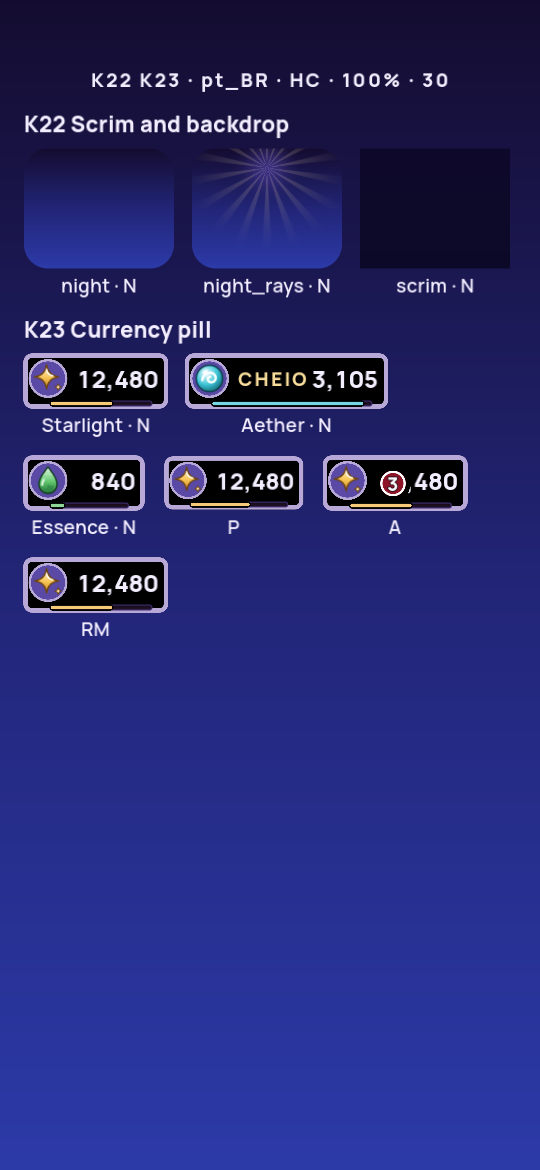 K22 K23 · pt_BR · HC · 100% · 30
K22 Scrim and backdrop
night · N night_rays · N scrim · N
K23 Currency pill
12,480 CHEIO 3,105
Starlight · N Aether · N
840 12,480 3 ,480
Essence · N P A
12,480
RM